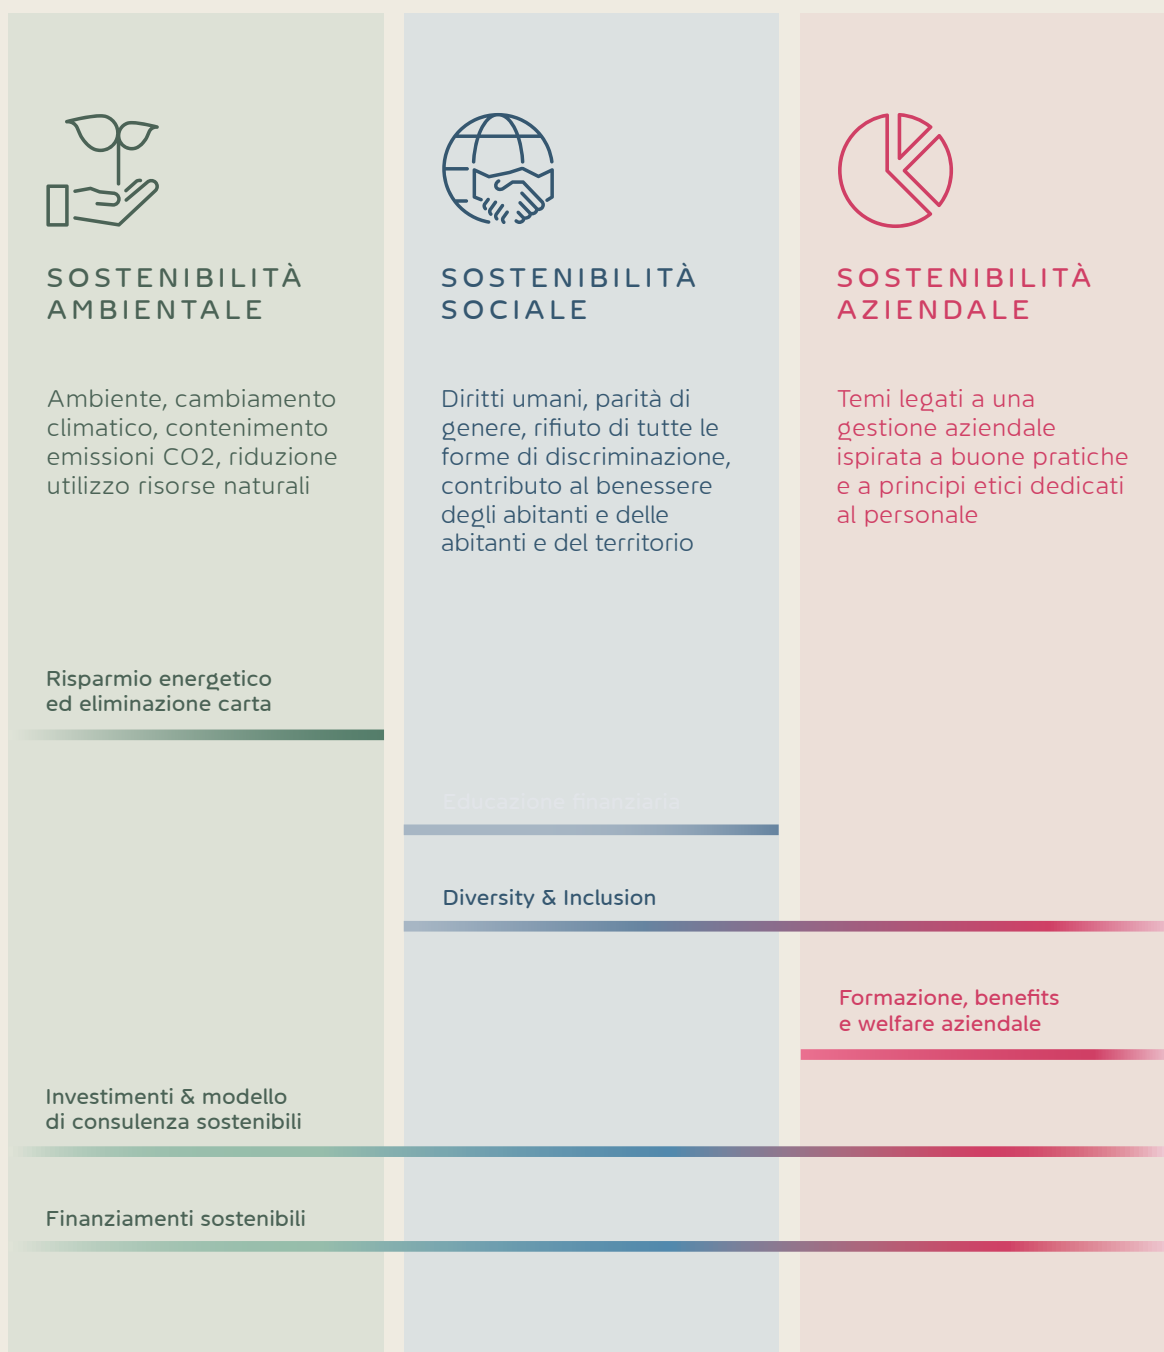 SOSTENIBILITÀ
AMBIENTALE
Ambiente, cambiamento
climatico, contenimento
emissioni CO2, riduzione
utilizzo risorse naturali
SOSTENIBILITÀ
SOCIALE
Diritti umani, parità di
genere, rifiuto di tutte le
forme di discriminazione,
contributo al benessere
degli abitanti e delle
abitanti e del territorio
SOSTENIBILITÀ
AZIENDALE
Temi legati a una
gestione aziendale
ispirata a buone pratiche
e a principi etici dedicati
al personale
Risparmio energetico
ed eliminazione carta
Educazione finanziaria
Diversity & Inclusion
Formazione, benefits
e welfare aziendale
Investimenti & modello
di consulenza sostenibili
Finanziamenti sostenibili